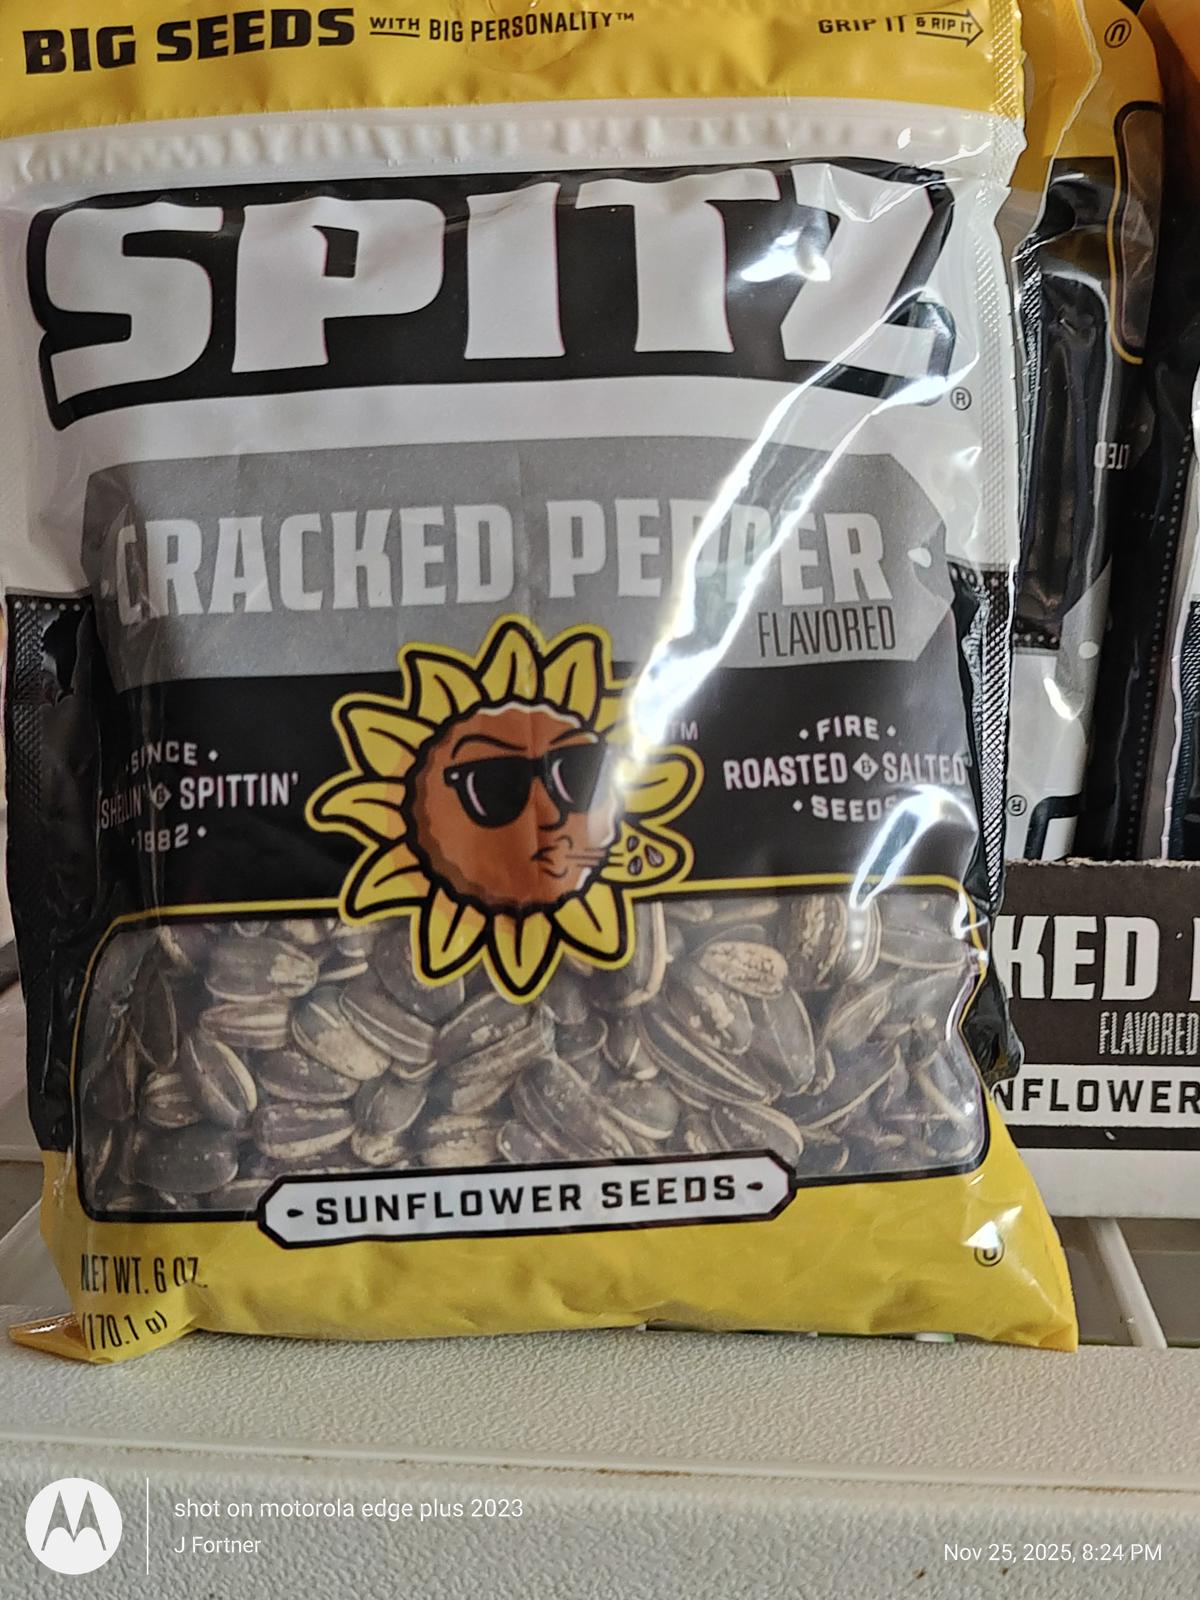 BIG SEEDS WITH BIG PERSONALITY™ GRIP IT & RIP IT
SPITZ®
CRACKED PEPPER
FLAVORED
TM
• SINCE •
SHELLIN' & SPITTIN'
• 1982 •
• FIRE •
ROASTED & SALTED
• SEEDS
SUNFLOWER SEEDS
NET WT. 6 OZ.
(170.1 g)
U
U
LTED
®
KED
FLAVORED
NFLOWER
shot on motorola edge plus 2023
J Fortner
Nov 25, 2025, 8:24 PM